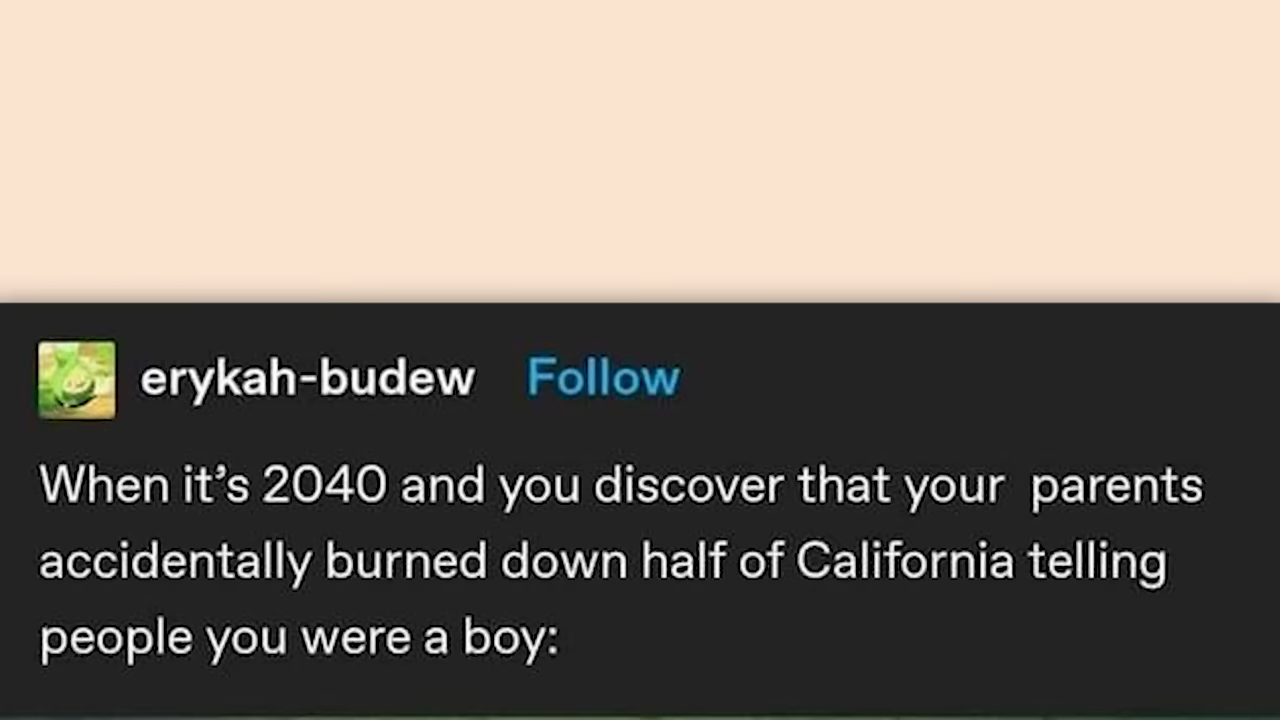 erykah-budew Follow
When it’s 2040 and you discover that your  parents
accidentally burned down half of California telling
people you were a boy: